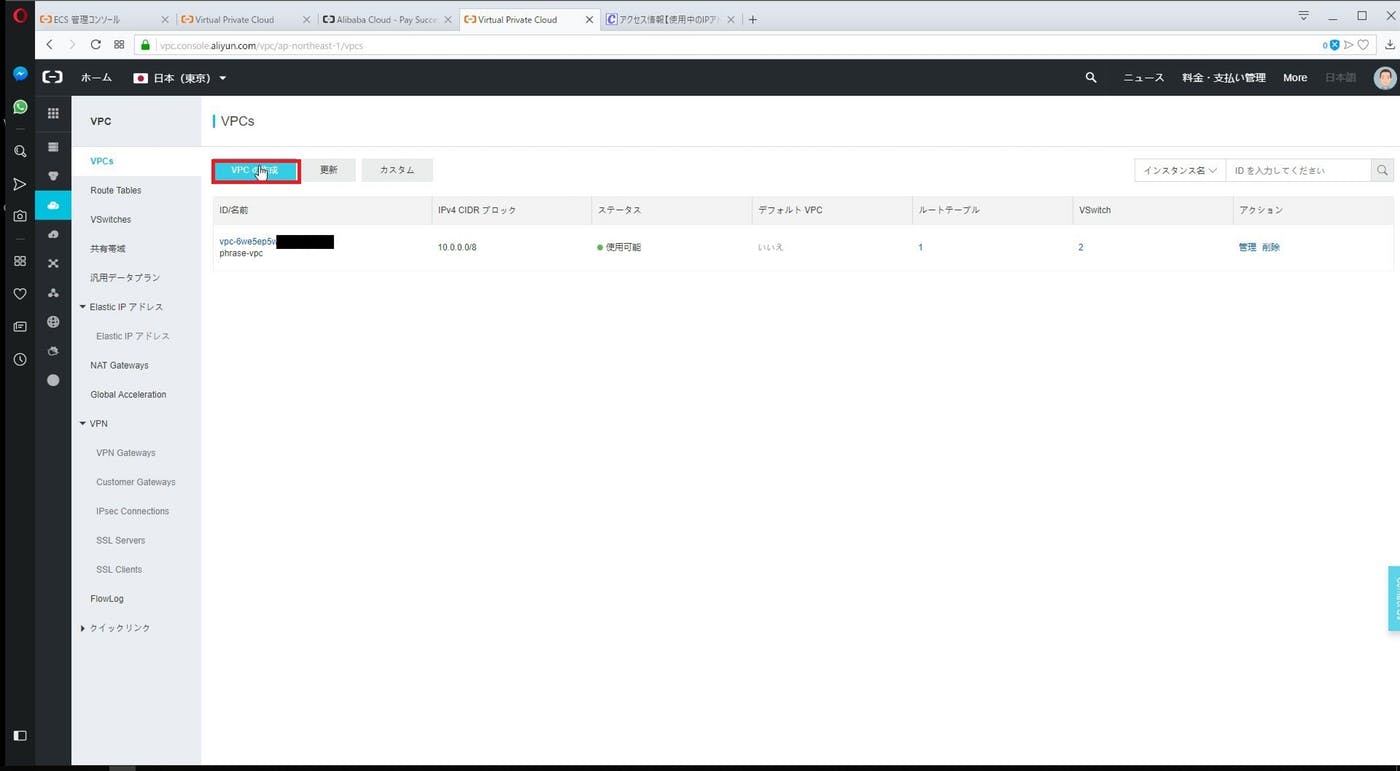 ECS 管理コンソール
Virtual Private Cloud
Alibaba Cloud - Pay Succe
Virtual Private Cloud
アクセス情報【使用中のIPア
vpc.console.aliyun.com/vpc/ap-northeast-1/vpcs
0
ホーム
日本（東京）
ニュース
料金・支払い管理
More
日本語
VPC
VPCs
Route Tables
VSwitches
共有帯域
汎用データプラン
Elastic IP アドレス
Elastic IP アドレス
NAT Gateways
Global Acceleration
VPN
VPN Gateways
Customer Gateways
IPsec Connections
SSL Servers
SSL Clients
FlowLog
クイックリンク
VPCs
VPC の作成
更新
カスタム
インスタンス名
ID を入力してください
ID/名前 IPv4 CIDR ブロック ステータス デフォルト VPC ルートテーブル VSwitch アクション
vpc-6we5ep5v
phrase-vpc
10.0.0.0/8 使用可能 いいえ 1 2 管理 削除